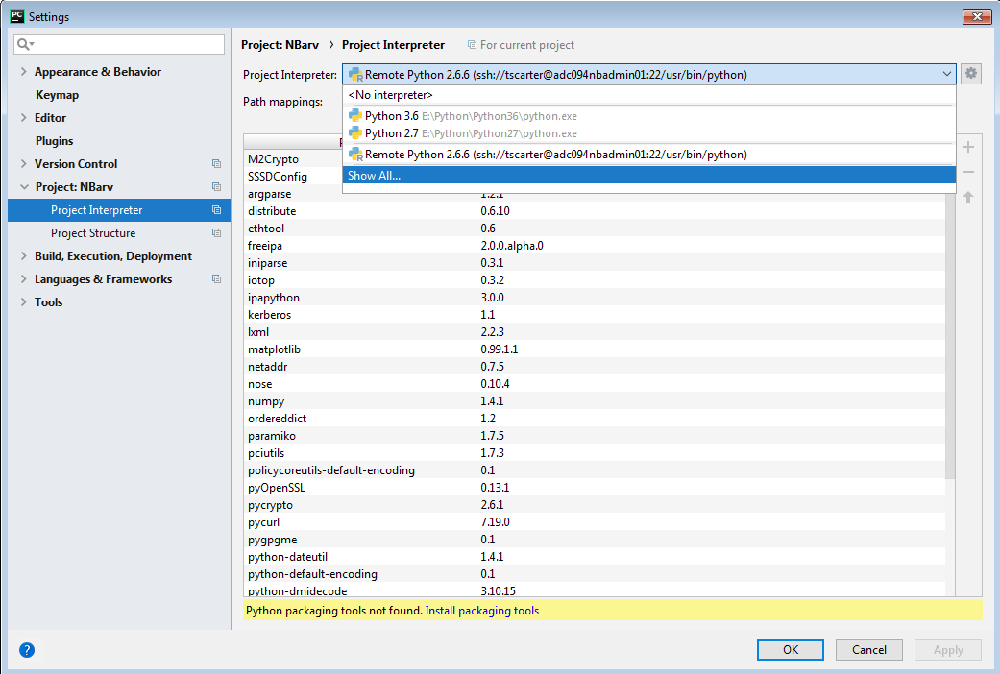 PC Settings
Appearance & Behavior
Keymap
Editor
Plugins
Version Control
Project: NBarv
Project Interpreter
Project Structure
Build, Execution, Deployment
Languages & Frameworks
Tools
Project: NBarv › Project Interpreter For current project
Project Interpreter: Remote Python 2.6.6 (ssh://tscarter@adc094nbadmin01:22/usr/bin/python)
Path mappings:
<No interpreter>
Python 3.6 E:\Python\Python36\python.exe
Python 2.7 E:\Python\Python27\python.exe
Remote Python 2.6.6 (ssh://tscarter@adc094nbadmin01:22/usr/bin/python)
Show All...
M2Crypto
SSSDConfig
argparse 1.2.1
distribute 0.6.10
ethtool 0.6
freeipa 2.0.0.alpha.0
iniparse 0.3.1
iotop 0.3.2
ipapython 3.0.0
kerberos 1.1
lxml 2.2.3
matplotlib 0.99.1.1
netaddr 0.7.5
nose 0.10.4
numpy 1.4.1
ordereddict 1.2
paramiko 1.7.5
pciutils 1.7.3
policycoreutils-default-encoding 0.1
pyOpenSSL 0.13.1
pycrypto 2.6.1
pycurl 7.19.0
pygpgme 0.1
python-dateutil 1.4.1
python-default-encoding 0.1
python-dmidecode 3.10.15
Python packaging tools not found. Install packaging tools
? OK Cancel Apply